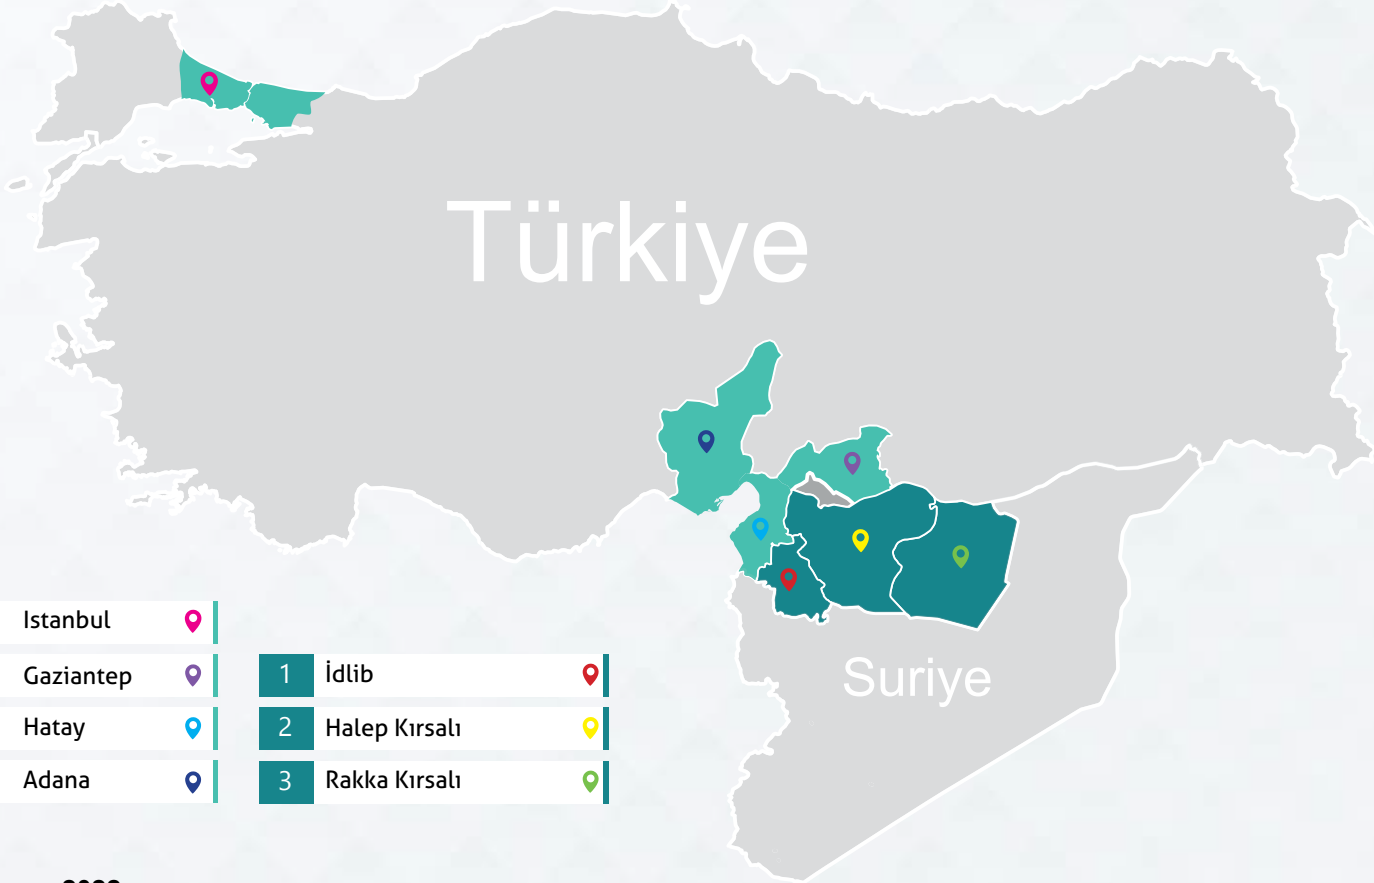 Türkiye
Suriye
Istanbul
Gaziantep
Hatay
Adana
1 İdlib
2 Halep Kırsalı
3 Rakka Kırsalı